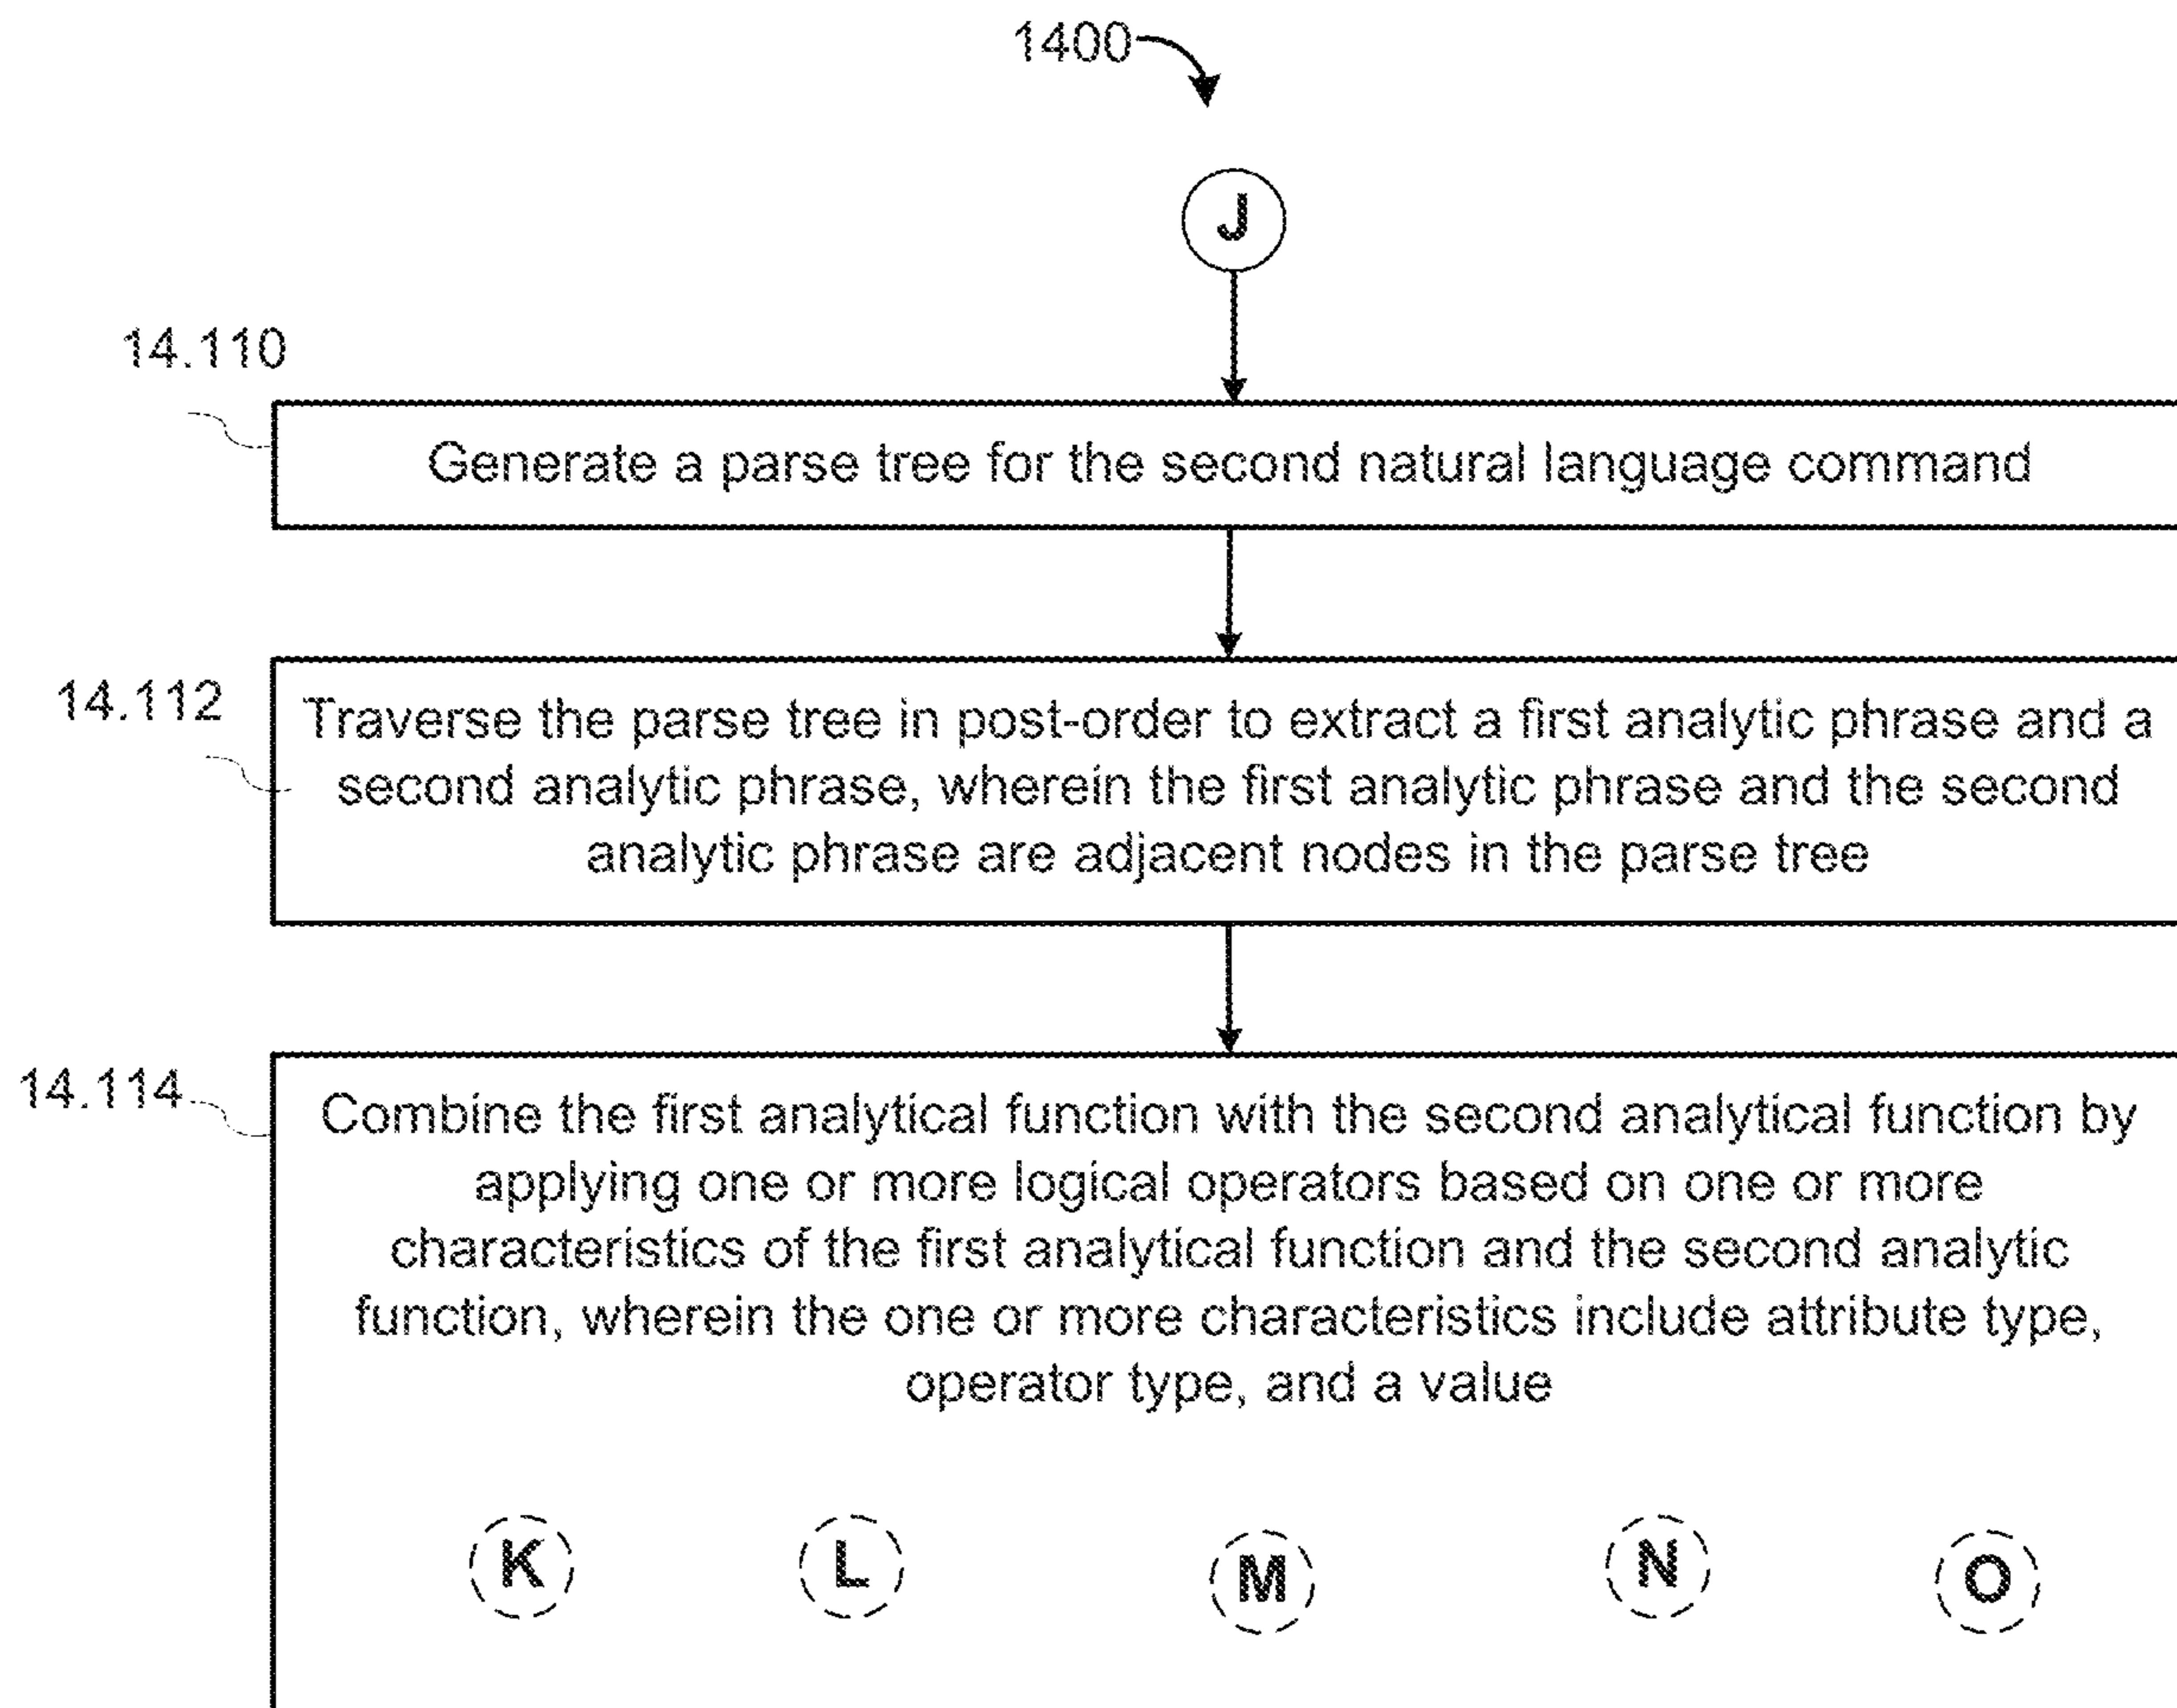 1400
J
14.110
Generate a parse tree for the second natural language command
14.112
Traverse the parse tree in post-order to extract a first analytic phrase and a
second analytic phrase, wherein the first analytic phrase and the second
analytic phrase are adjacent nodes in the parse tree
14.114
Combine the first analytical function with the second analytical function by
applying one or more logical operators based on one or more
characteristics of the first analytical function and the second analytic
function, wherein the one or more characteristics include attribute type,
operator type, and a value
K L M N O